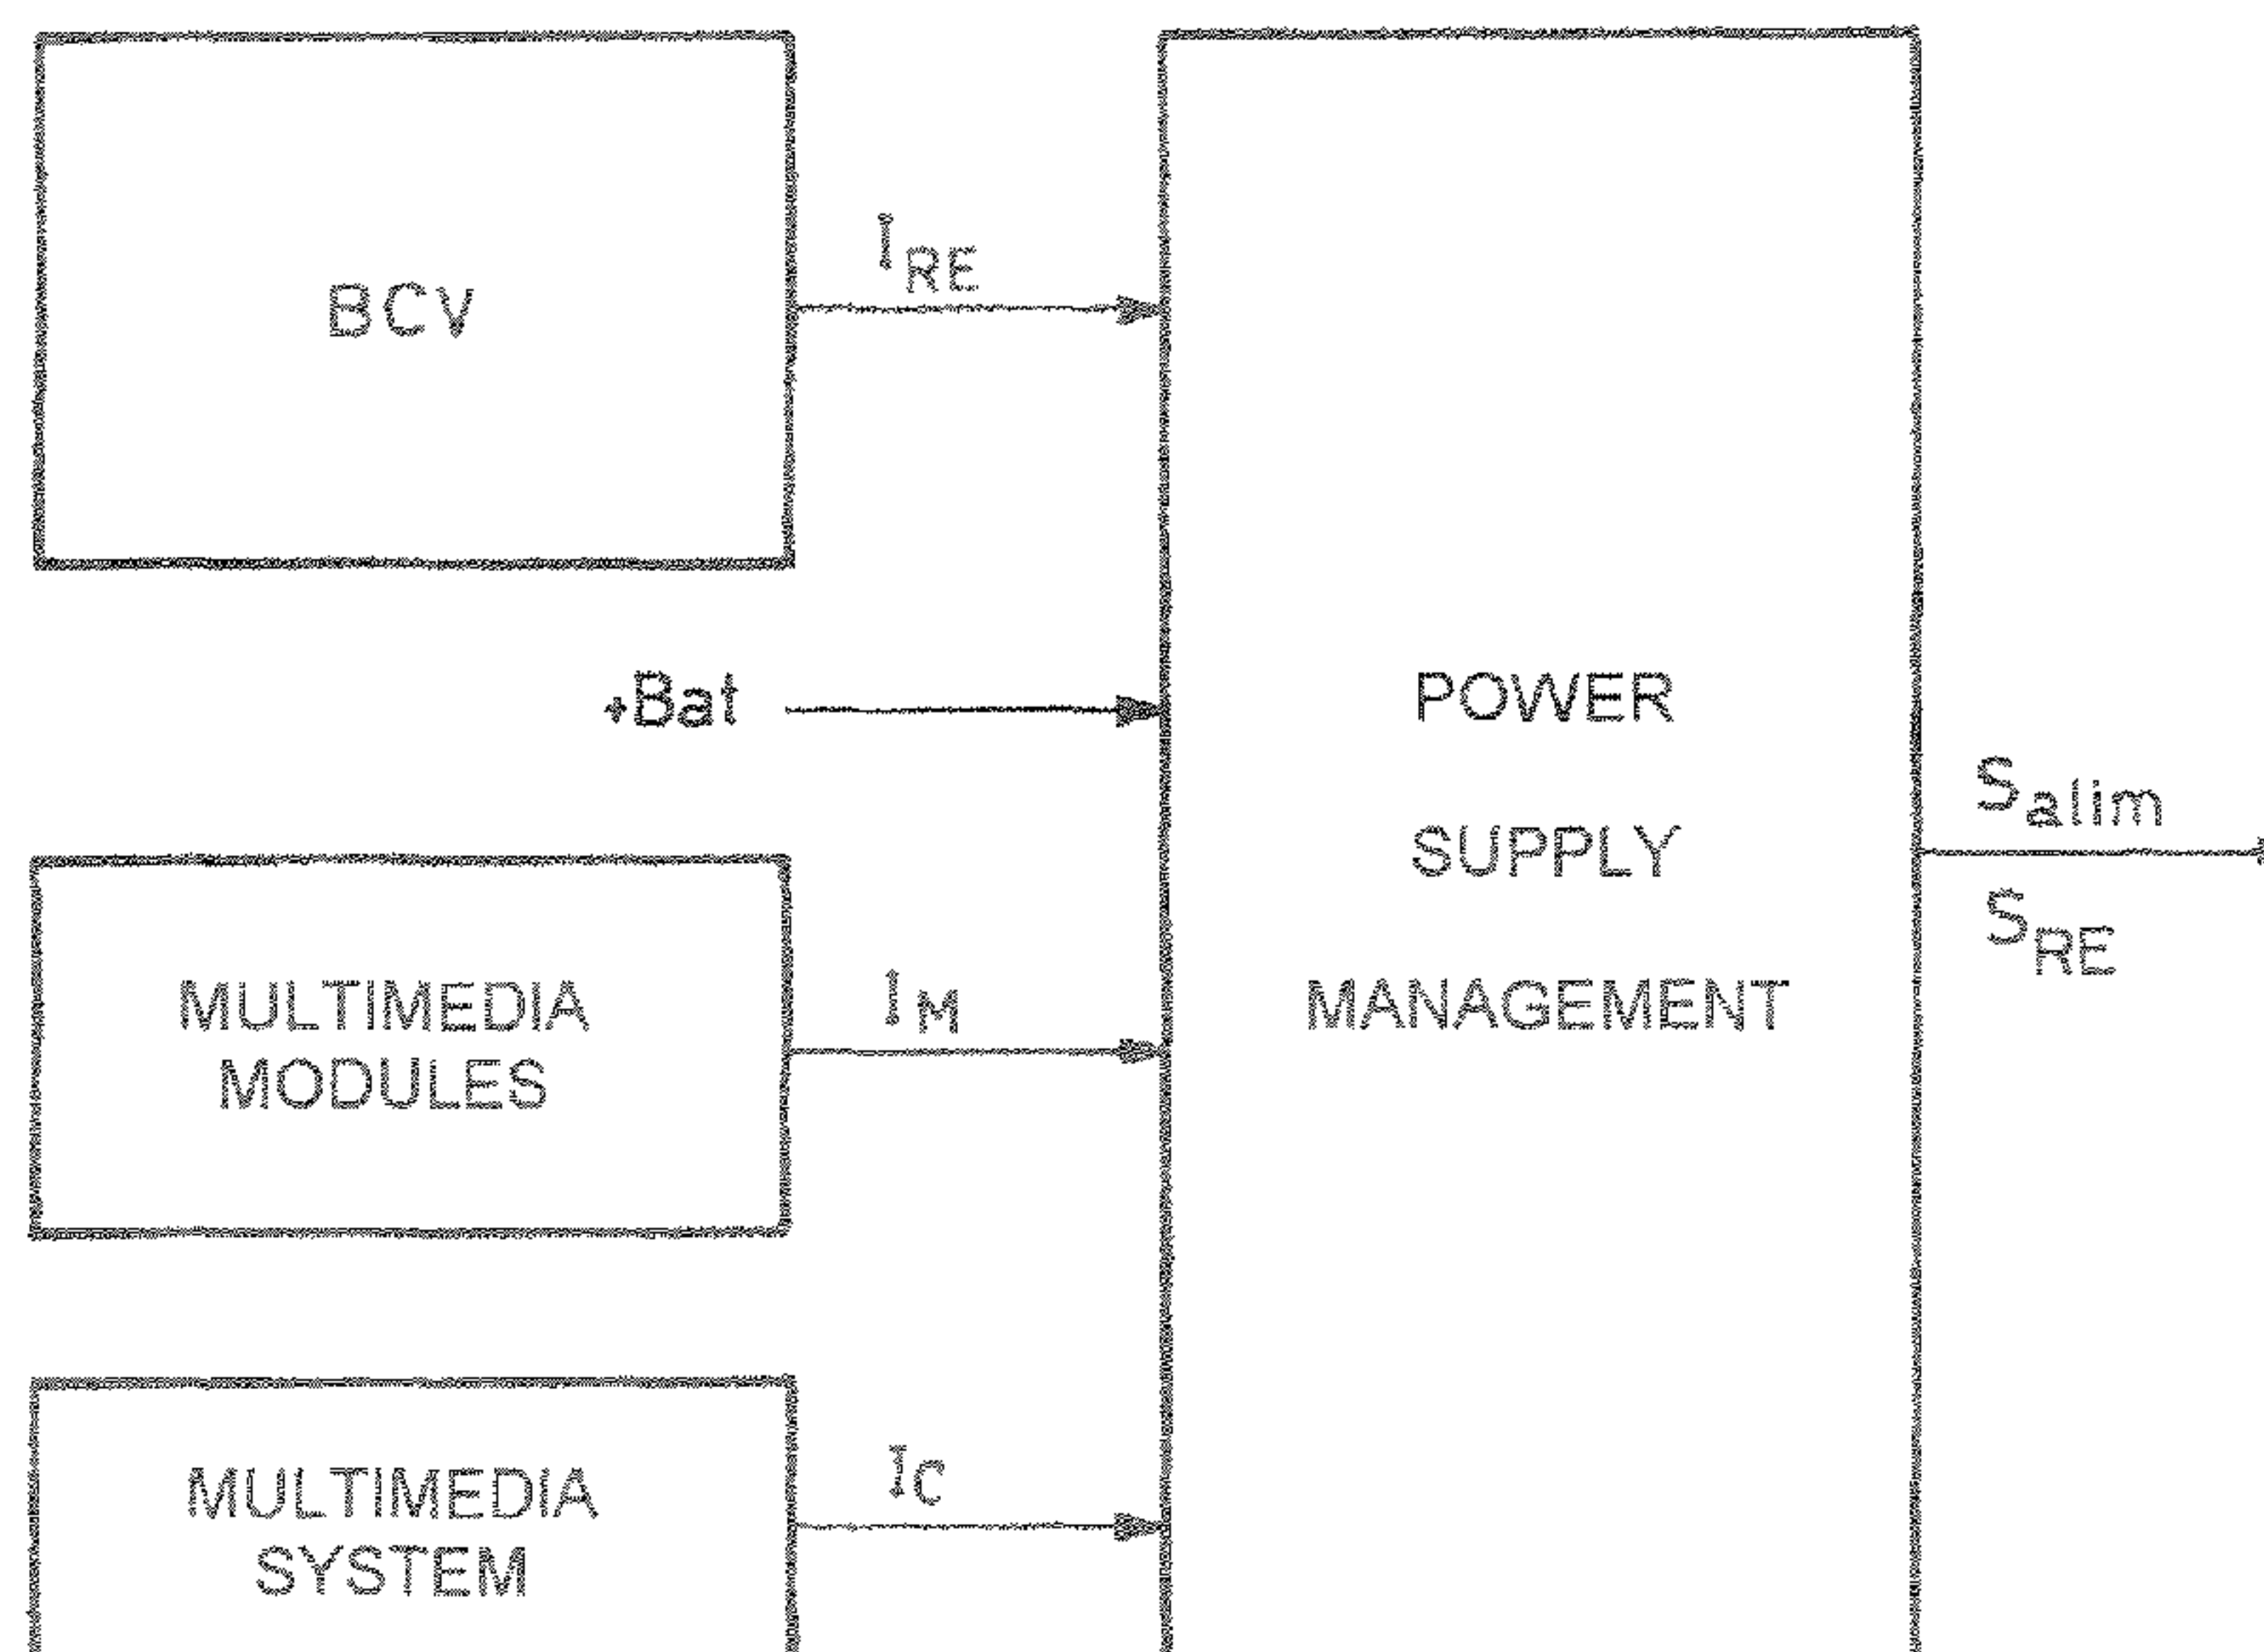 BCV
I_RE
+Bat
MULTIMEDIA
MODULES
I_M
MULTIMEDIA
SYSTEM
I_C
POWER
SUPPLY
MANAGEMENT
S_alim
S_RE